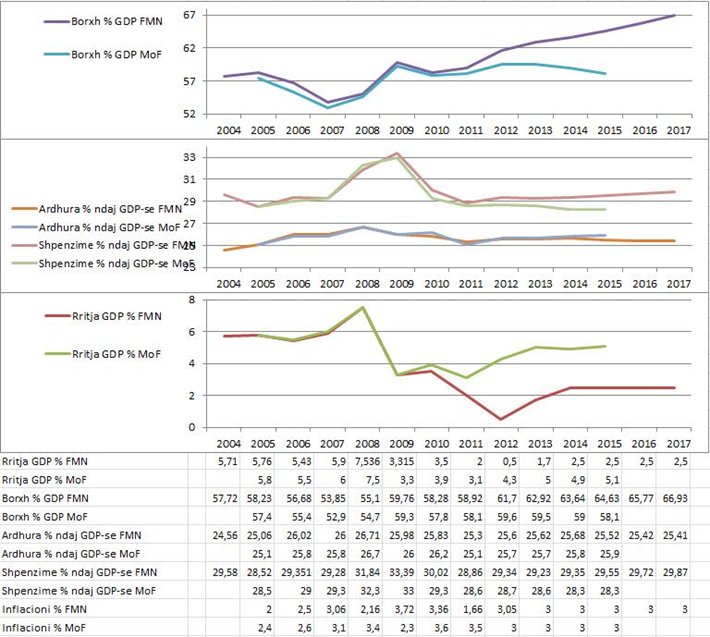 Borxh % GDP FMN
Borxh % GDP MoF
67
62
57
52
2004 2005 2006 2007 2008 2009 2010 2011 2012 2013 2014 2015 2016 2017
33
31
29
27
25
23
Ardhura % ndaj GDP-se FMN
Ardhura % ndaj GDP-se MoF
Shpenzime % ndaj GDP-se FMN
Shpenzime % ndaj GDP-se MoF
2004 2005 2006 2007 2008 2009 2010 2011 2012 2013 2014 2015 2016 2017
Rritja GDP % FMN
Rritja GDP % MoF
8
6
4
2
0
2004 2005 2006 2007 2008 2009 2010 2011 2012 2013 2014 2015 2016 2017
Rritja GDP % FMN 5,71 5,76 5,43 5,9 7,536 3,315 3,5 2 0,5 1,7 2,5 2,5 2,5 2,5
Rritja GDP % MoF 5,8 5,5 6 7,5 3,3 3,9 3,1 4,3 5 4,9 5,1
Borxh % GDP FMN 57,72 58,23 56,68 53,85 55,1 59,76 58,28 58,92 61,7 62,92 63,64 64,63 65,77 66,93
Borxh % GDP MoF 57,4 55,4 52,9 54,7 59,3 57,8 58,1 59,6 59,5 59 58,1
Ardhura % ndaj GDP-se FMN 24,56 25,06 26,02 26 26,71 25,98 25,83 25,3 25,6 25,62 25,68 25,52 25,42 25,41
Ardhura % ndaj GDP-se MoF 25,1 25,8 25,8 26,7 26 26,2 25,1 25,7 25,7 25,8 25,9
Shpenzime % ndaj GDP-se FMN 29,58 28,52 29,351 29,28 31,84 33,39 30,02 28,86 29,34 29,23 29,35 29,55 29,72 29,87
Shpenzime % ndaj GDP-se MoF 28,5 29 29,3 32,3 33 29,3 28,6 28,7 28,6 28,3 28,3
Inflacioni % FMN 2 2,5 3,06 2,16 3,72 3,36 1,66 3,05 3 3 3 3 3
Inflacioni % MoF 2,4 2,6 3,1 3,4 2,3 3,6 3,5 3 3 3 3